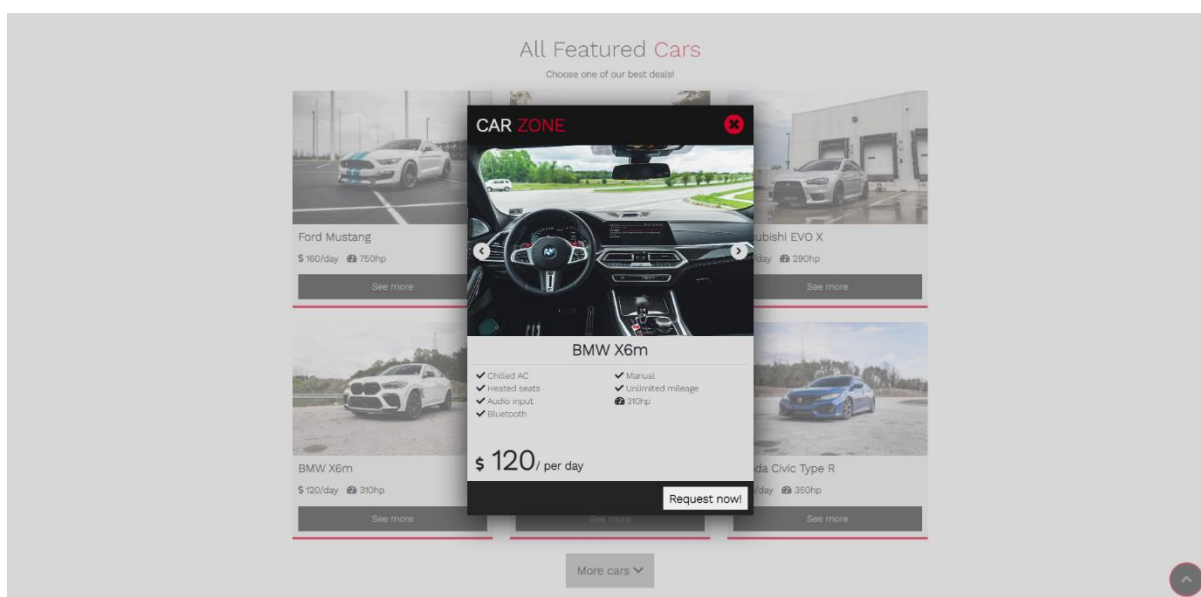 All Featured Cars
Choose one of our best deals!
CAR ZONE
Ford Mustang
$ 160/day 750hp
See more
ubishi EVO X
/day 290hp
See more
BMW X6m
Chilled AC
Heated seats
Audio input
Bluetooth
Manual
Unlimited mileage
310hp
$ 120/ per day
Request now!
BMW X6m
$ 120/day 310hp
See more
See more
da Civic Type R
/day 350hp
See more
More cars